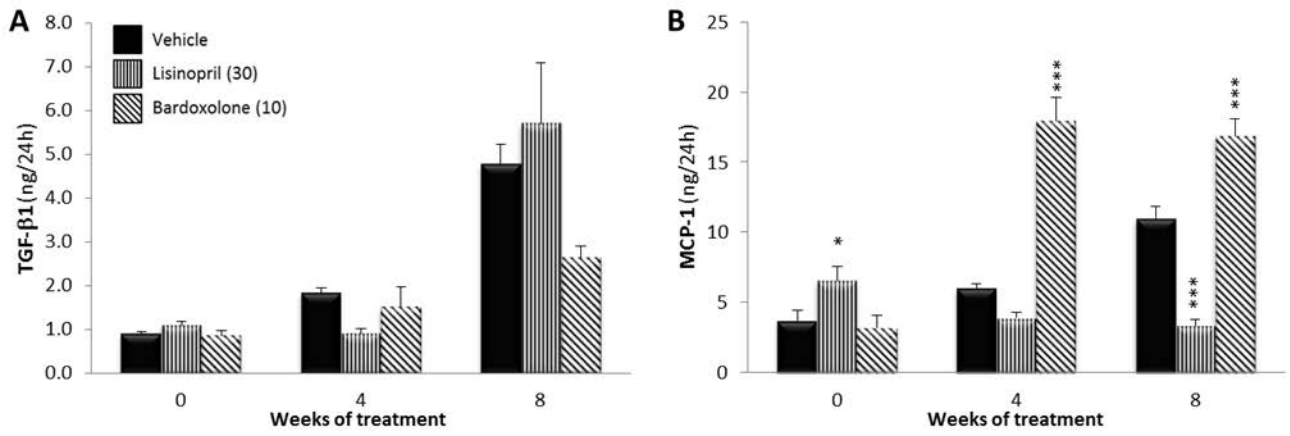 A
8.0
7.0
6.0
5.0
4.0
3.0
2.0
1.0
0.0
TGF-β1 (ng/24h)
Vehicle
Lisinopril (30)
Bardoxolone (10)
0
4
8
Weeks of treatment
B
25
20
15
10
5
0
MCP-1 (ng/24h)
*
***
***
***
0
4
8
Weeks of treatment